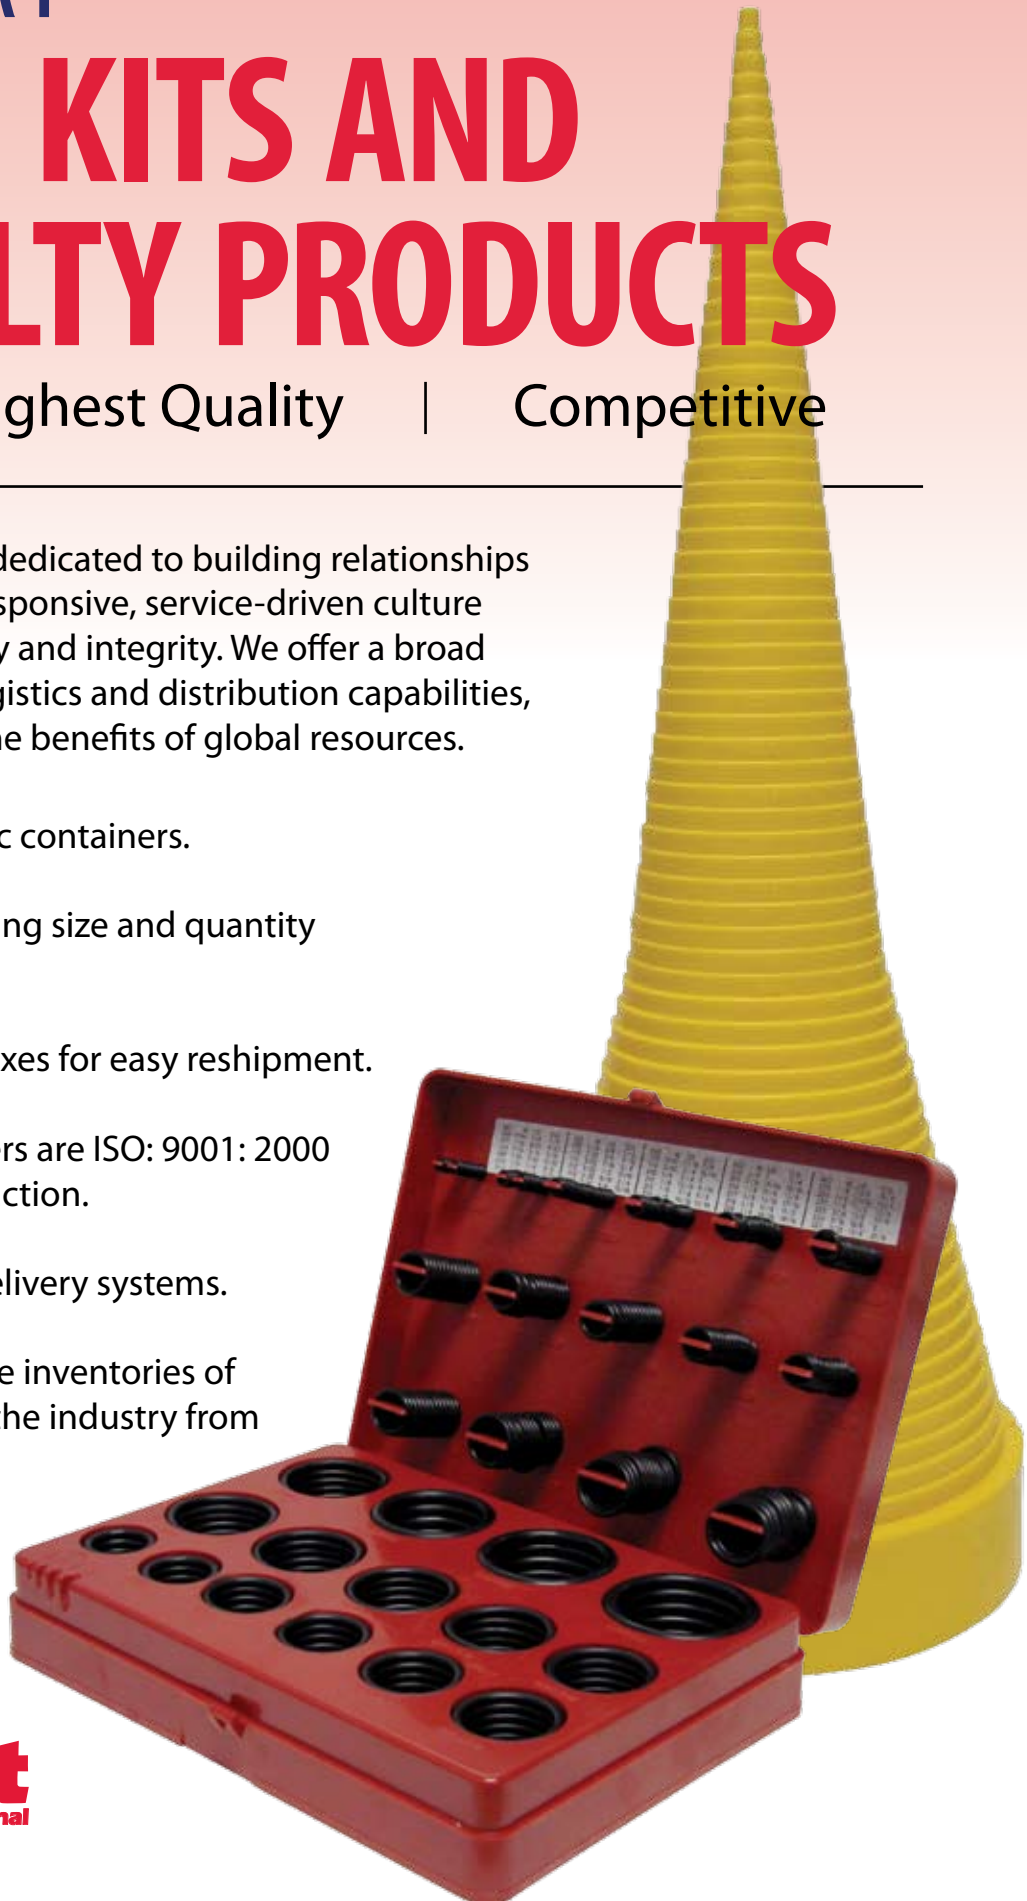 KITS AND
LTY PRODUCTS
ghest Quality | Competitive
dedicated to building relationships
sponsive, service-driven culture
y and integrity. We offer a broad
gistics and distribution capabilities,
he benefits of global resources.
c containers.
ng size and quantity
xes for easy reshipment.
rs are ISO: 9001: 2000
ction.
elivery systems.
e inventories of
the industry from
t
nal